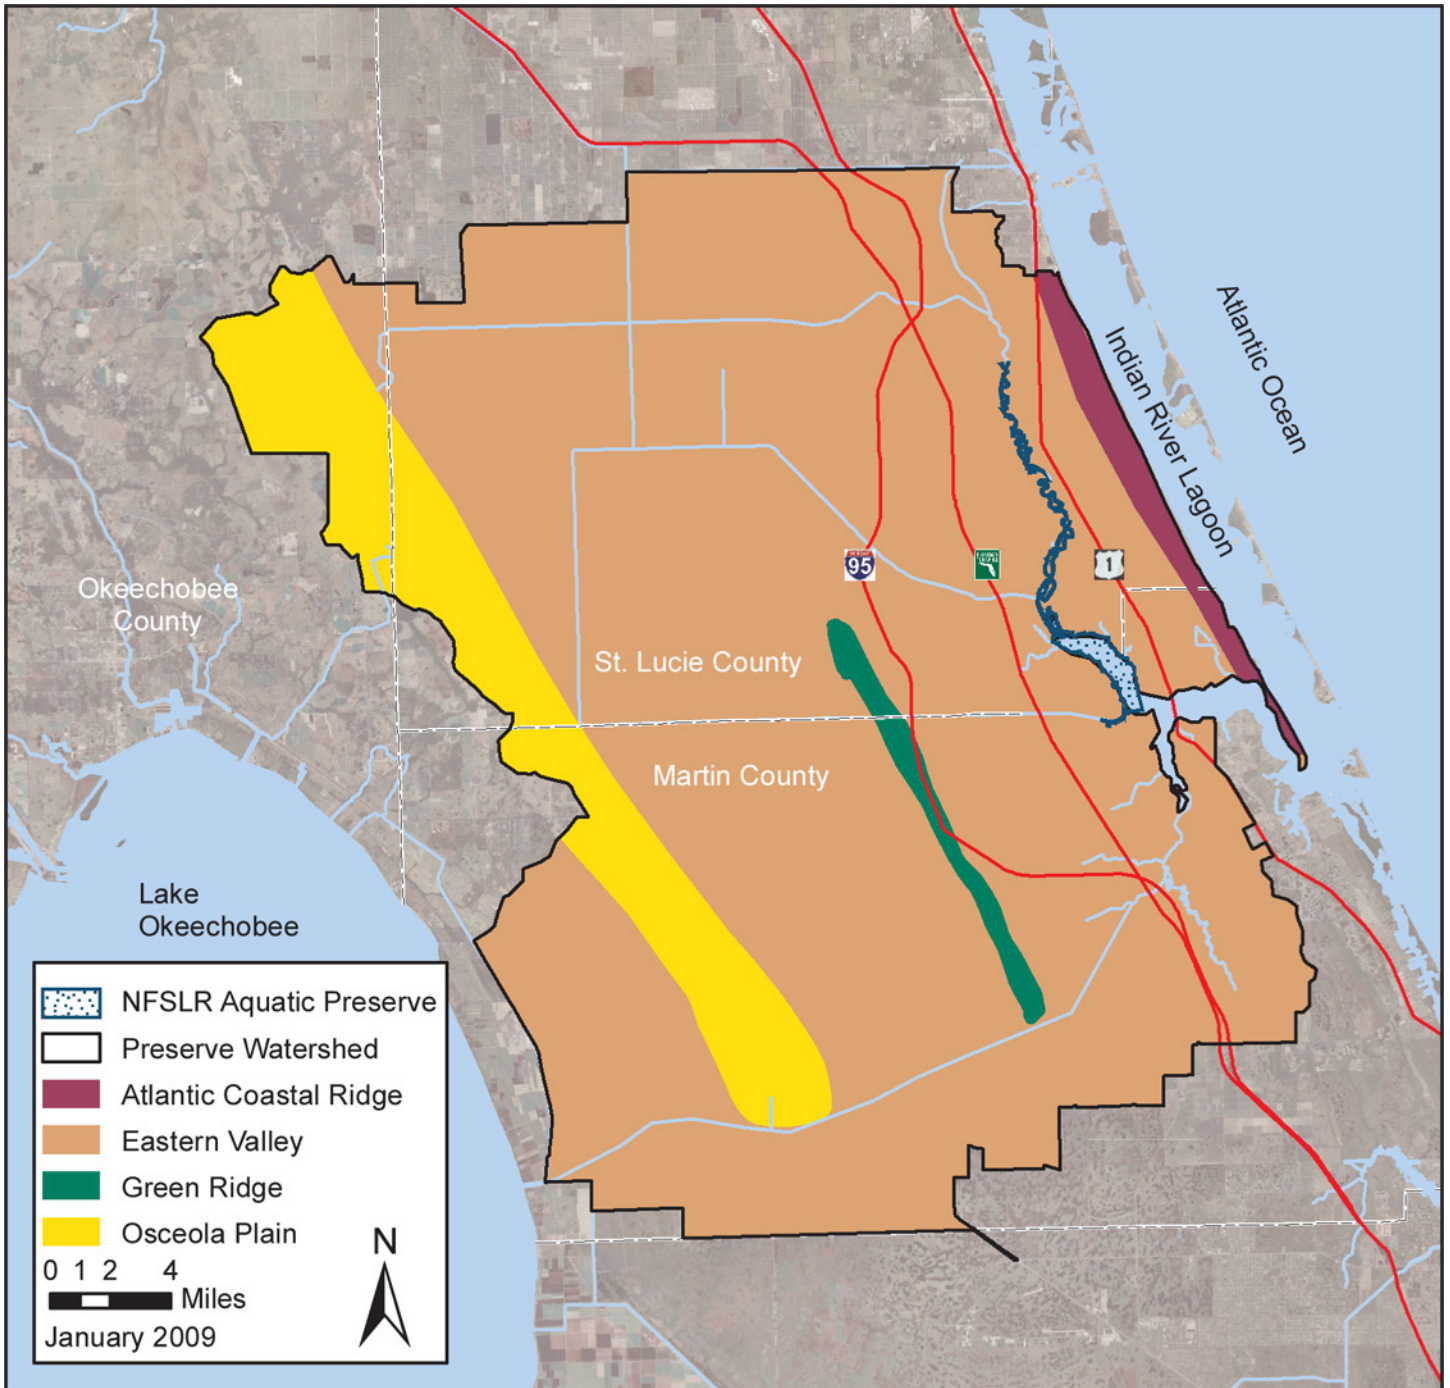 Atlantic Ocean
Indian River Lagoon
95
1
Okeechobee
County
St. Lucie County
Martin County
Lake
Okeechobee
NFSLR Aquatic Preserve
Preserve Watershed
Atlantic Coastal Ridge
Eastern Valley
Green Ridge
Osceola Plain
N
0 1 2 4
Miles
January 2009